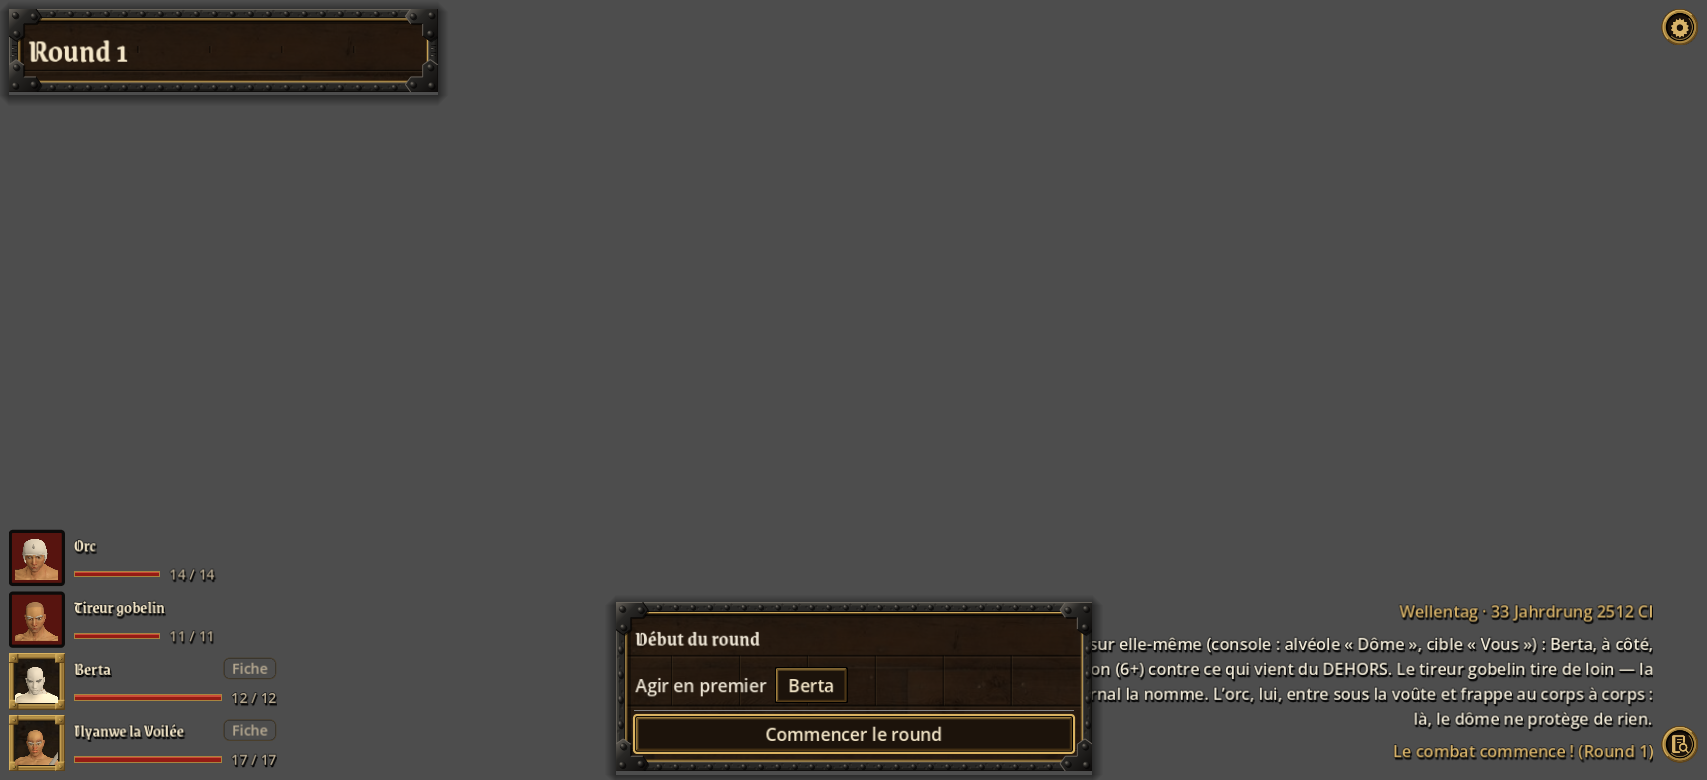 Round 1
Orc
14 / 14
Tireur gobelin
11 / 11
Berta
Fiche
12 / 12
Ilyanwe la Voilée
Fiche
17 / 17
Début du round
Agir en premier Berta
Commencer le round
Wellentag · 33 Jahrdrung 2512 CI
sur elle-même (console : alvéole « Dôme », cible « Vous ») : Berta, à côté,
(6+) contre ce qui vient du DEHORS. Le tireur gobelin tire de loin — la
la nomme. L'orc, lui, entre sous la voûte et frappe au corps à corps :
là, le dôme ne protège de rien.
Le combat commence ! (Round 1)